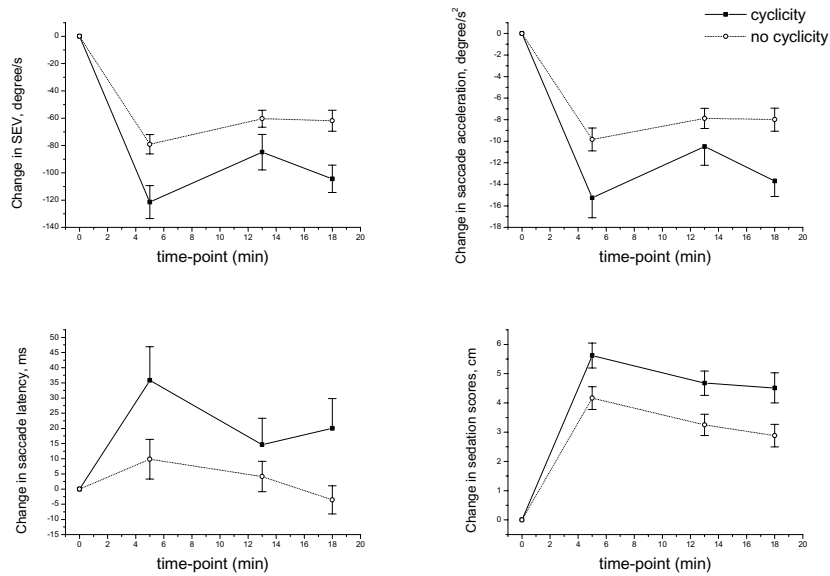 cyclicity
no cyclicity
Change in SEV, degree/s
0
-20
-40
-60
-80
-100
-120
-140
0 2 4 6 8 10 12 14 16 18 20
time-point (min)
Change in saccade acceleration, degree/s²
0
-2
-4
-6
-8
-10
-12
-14
-16
-18
0 2 4 6 8 10 12 14 16 18 20
time-point (min)
Change in saccade latency, ms
50
45
40
35
30
25
20
15
10
5
0
-5
-10
-15
0 2 4 6 8 10 12 14 16 18 20
time-point (min)
Change in sedation scores, cm
6
5
4
3
2
1
0
0 2 4 6 8 10 12 14 16 18 20
time-point (min)